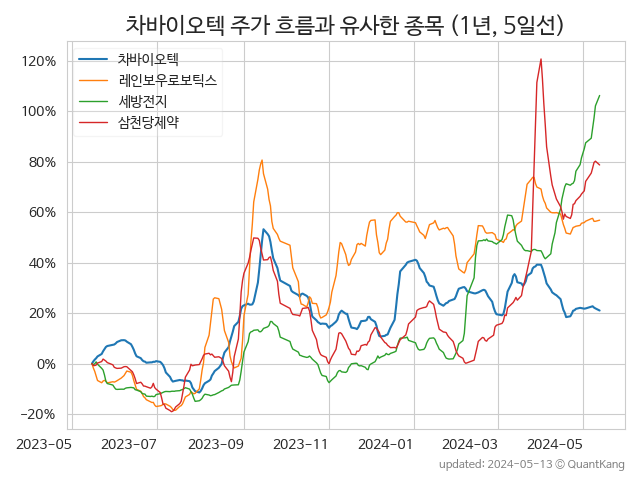 차바이오텍 주가 흐름과 유사한 종목 (1년, 5일선)
차바이오텍
레인보우로보틱스
세방전지
삼천당제약
120%
100%
80%
60%
40%
20%
0%
−20%
2023-05 2023-07 2023-09 2023-11 2024-01 2024-03 2024-05
updated: 2024-05-13 © QuantKang